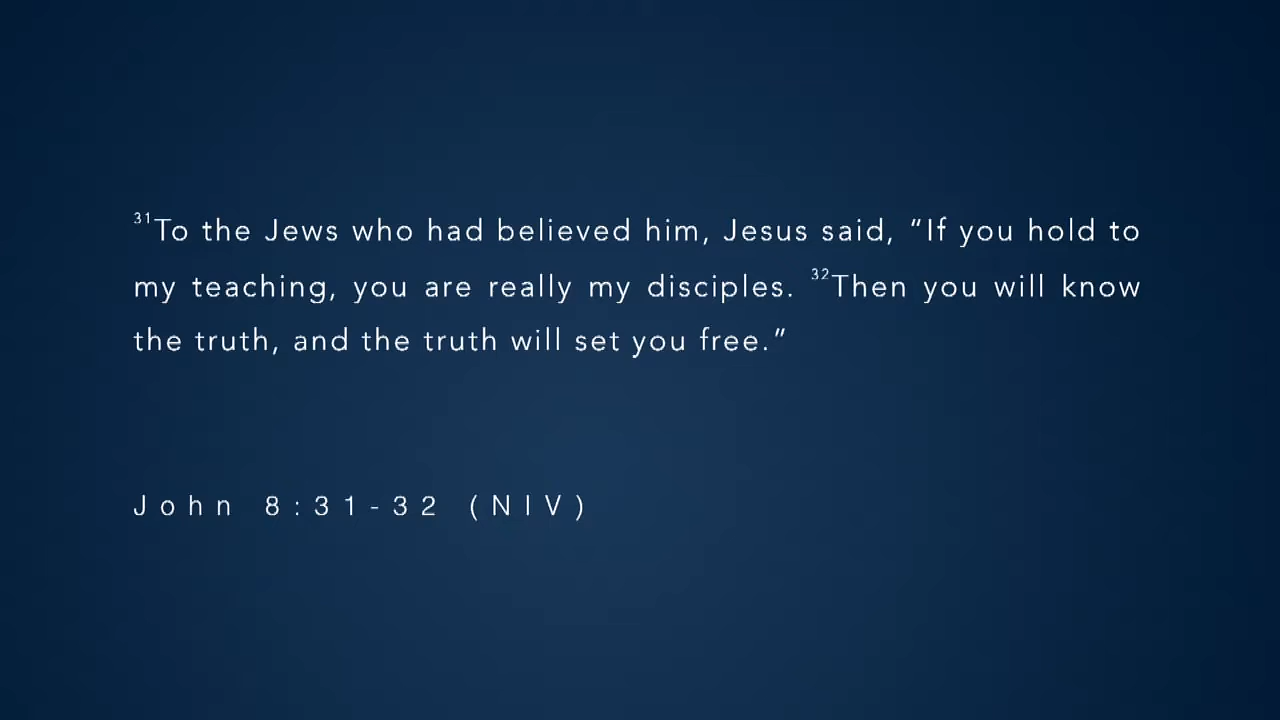 ³¹To the Jews who had believed him, Jesus said, “If you hold to
my teaching, you are really my disciples. ³²Then you will know
the truth, and the truth will set you free.”
John 8:31-32 (NIV)